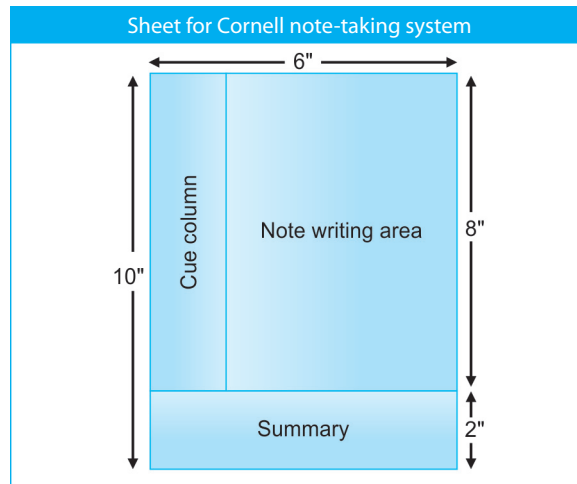 Sheet for Cornell note-taking system
6"
Cue column
Note writing area
8"
10"
Summary
2"